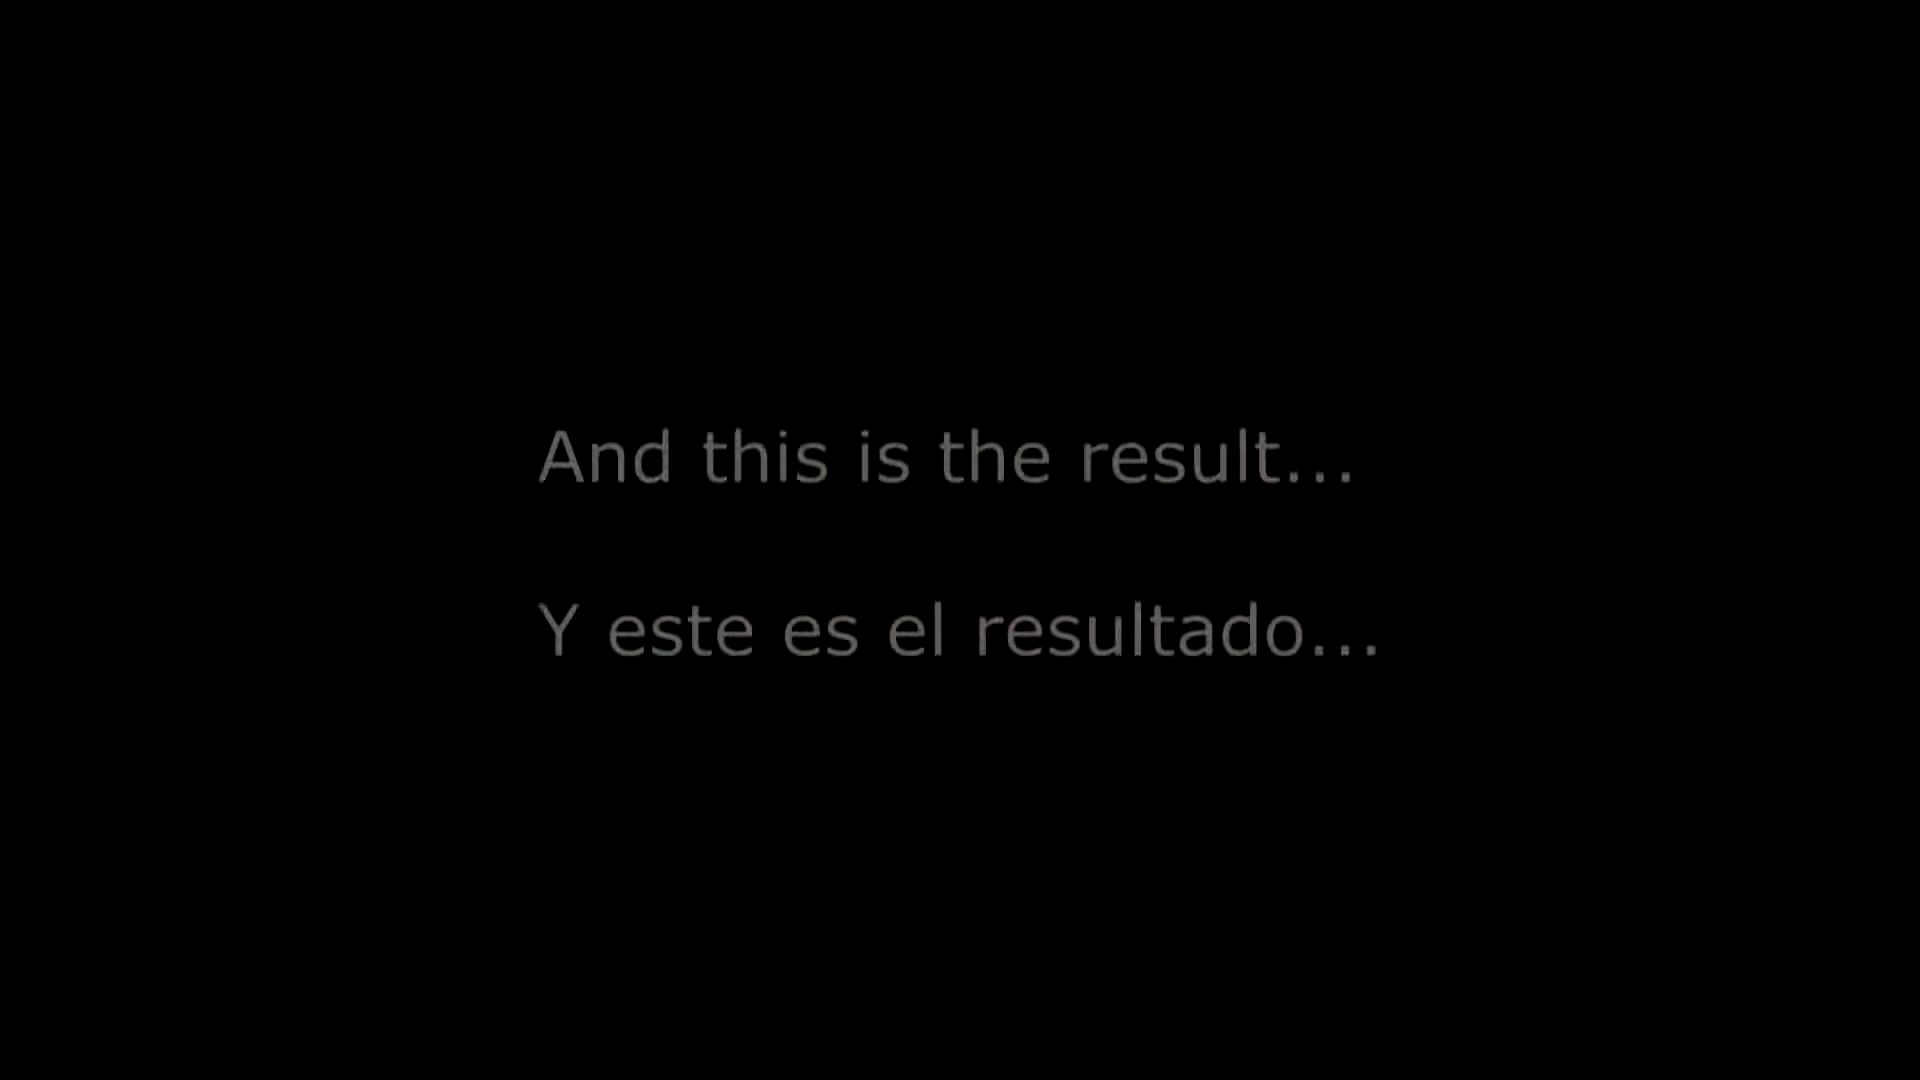 And this is the result...
Y este es el resultado...